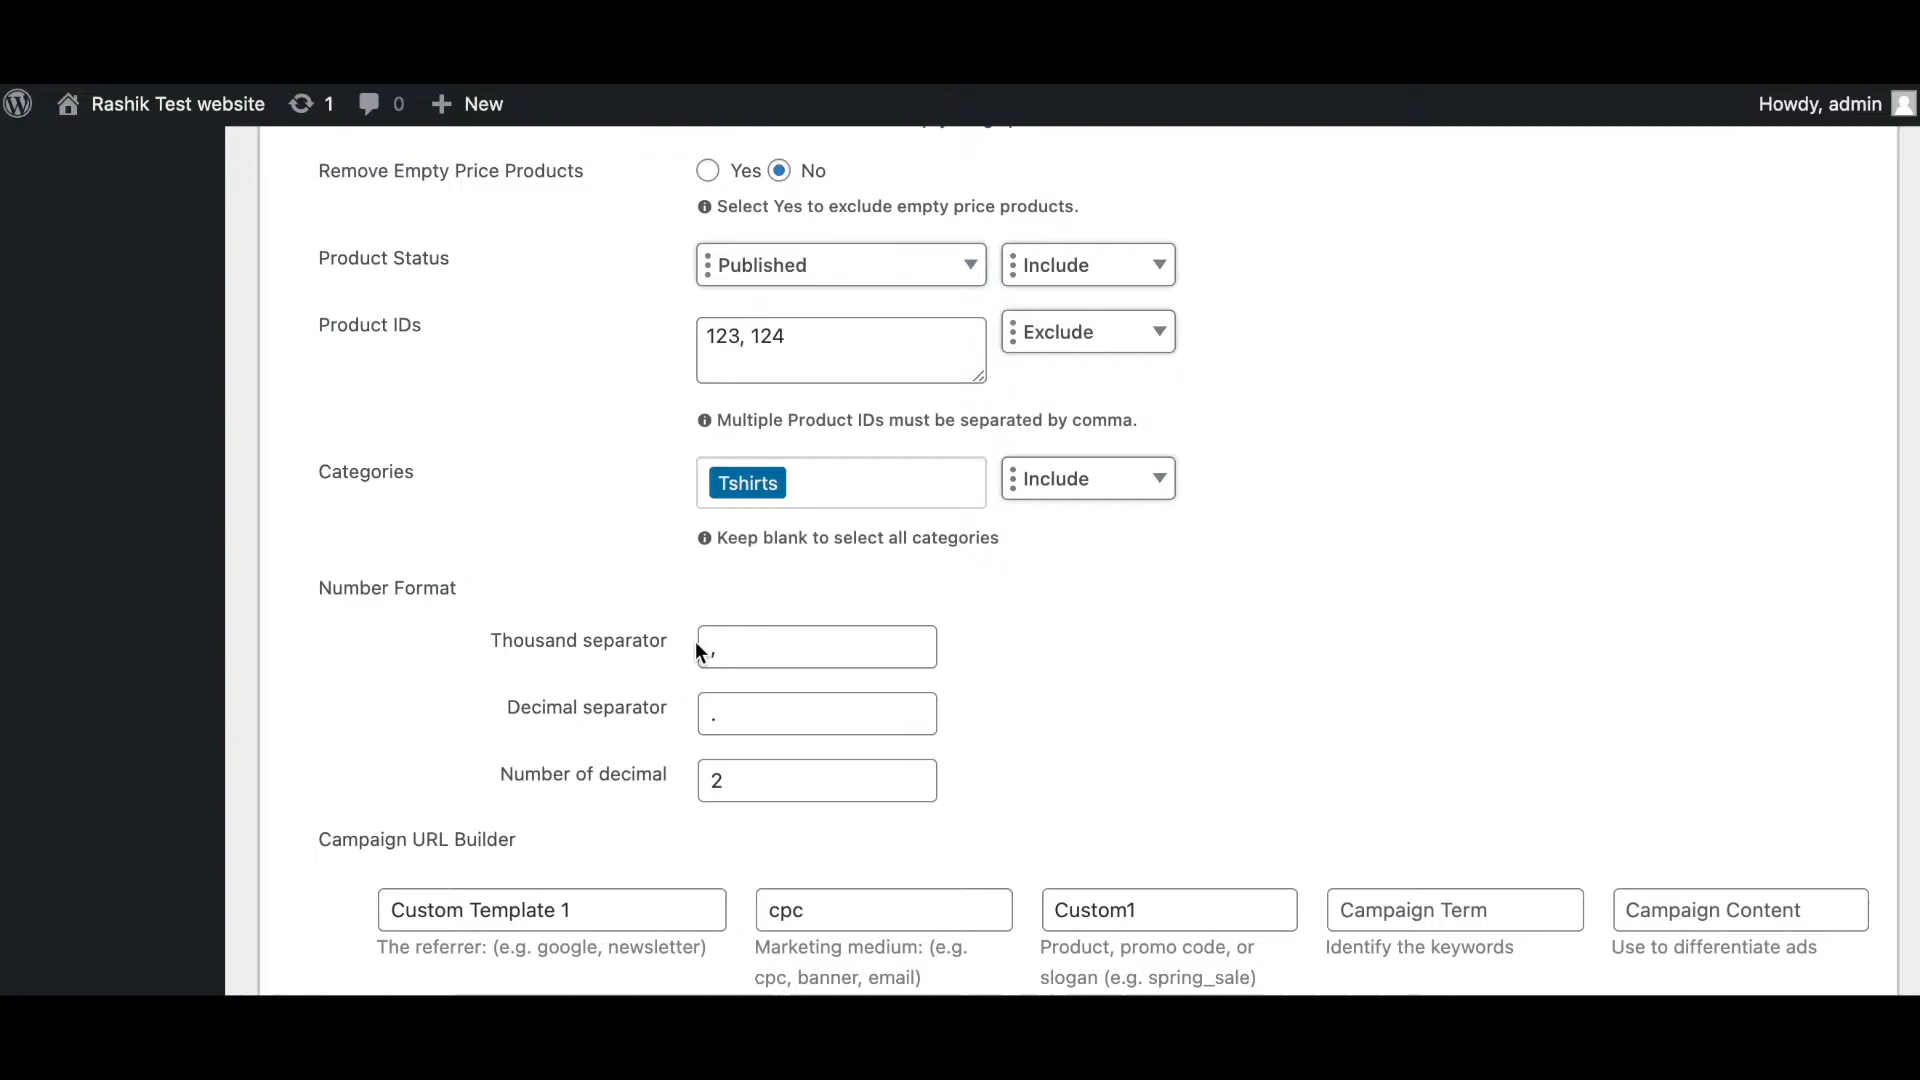 Rashik Test website 1 0 New Howdy, admin
Remove Empty Price Products Yes No
Select Yes to exclude empty price products.
Product Status Published Include
Product IDs 123, 124 Exclude
Multiple Product IDs must be separated by comma.
Categories Tshirts Include
Keep blank to select all categories
Number Format
Thousand separator ,
Decimal separator .
Number of decimal 2
Campaign URL Builder
Custom Template 1 cpc Custom1 Campaign Term Campaign Content
The referrer: (e.g. google, newsletter) Marketing medium: (e.g. Product, promo code, or Identify the keywords Use to differentiate ads
cpc, banner, email) slogan (e.g. spring_sale)